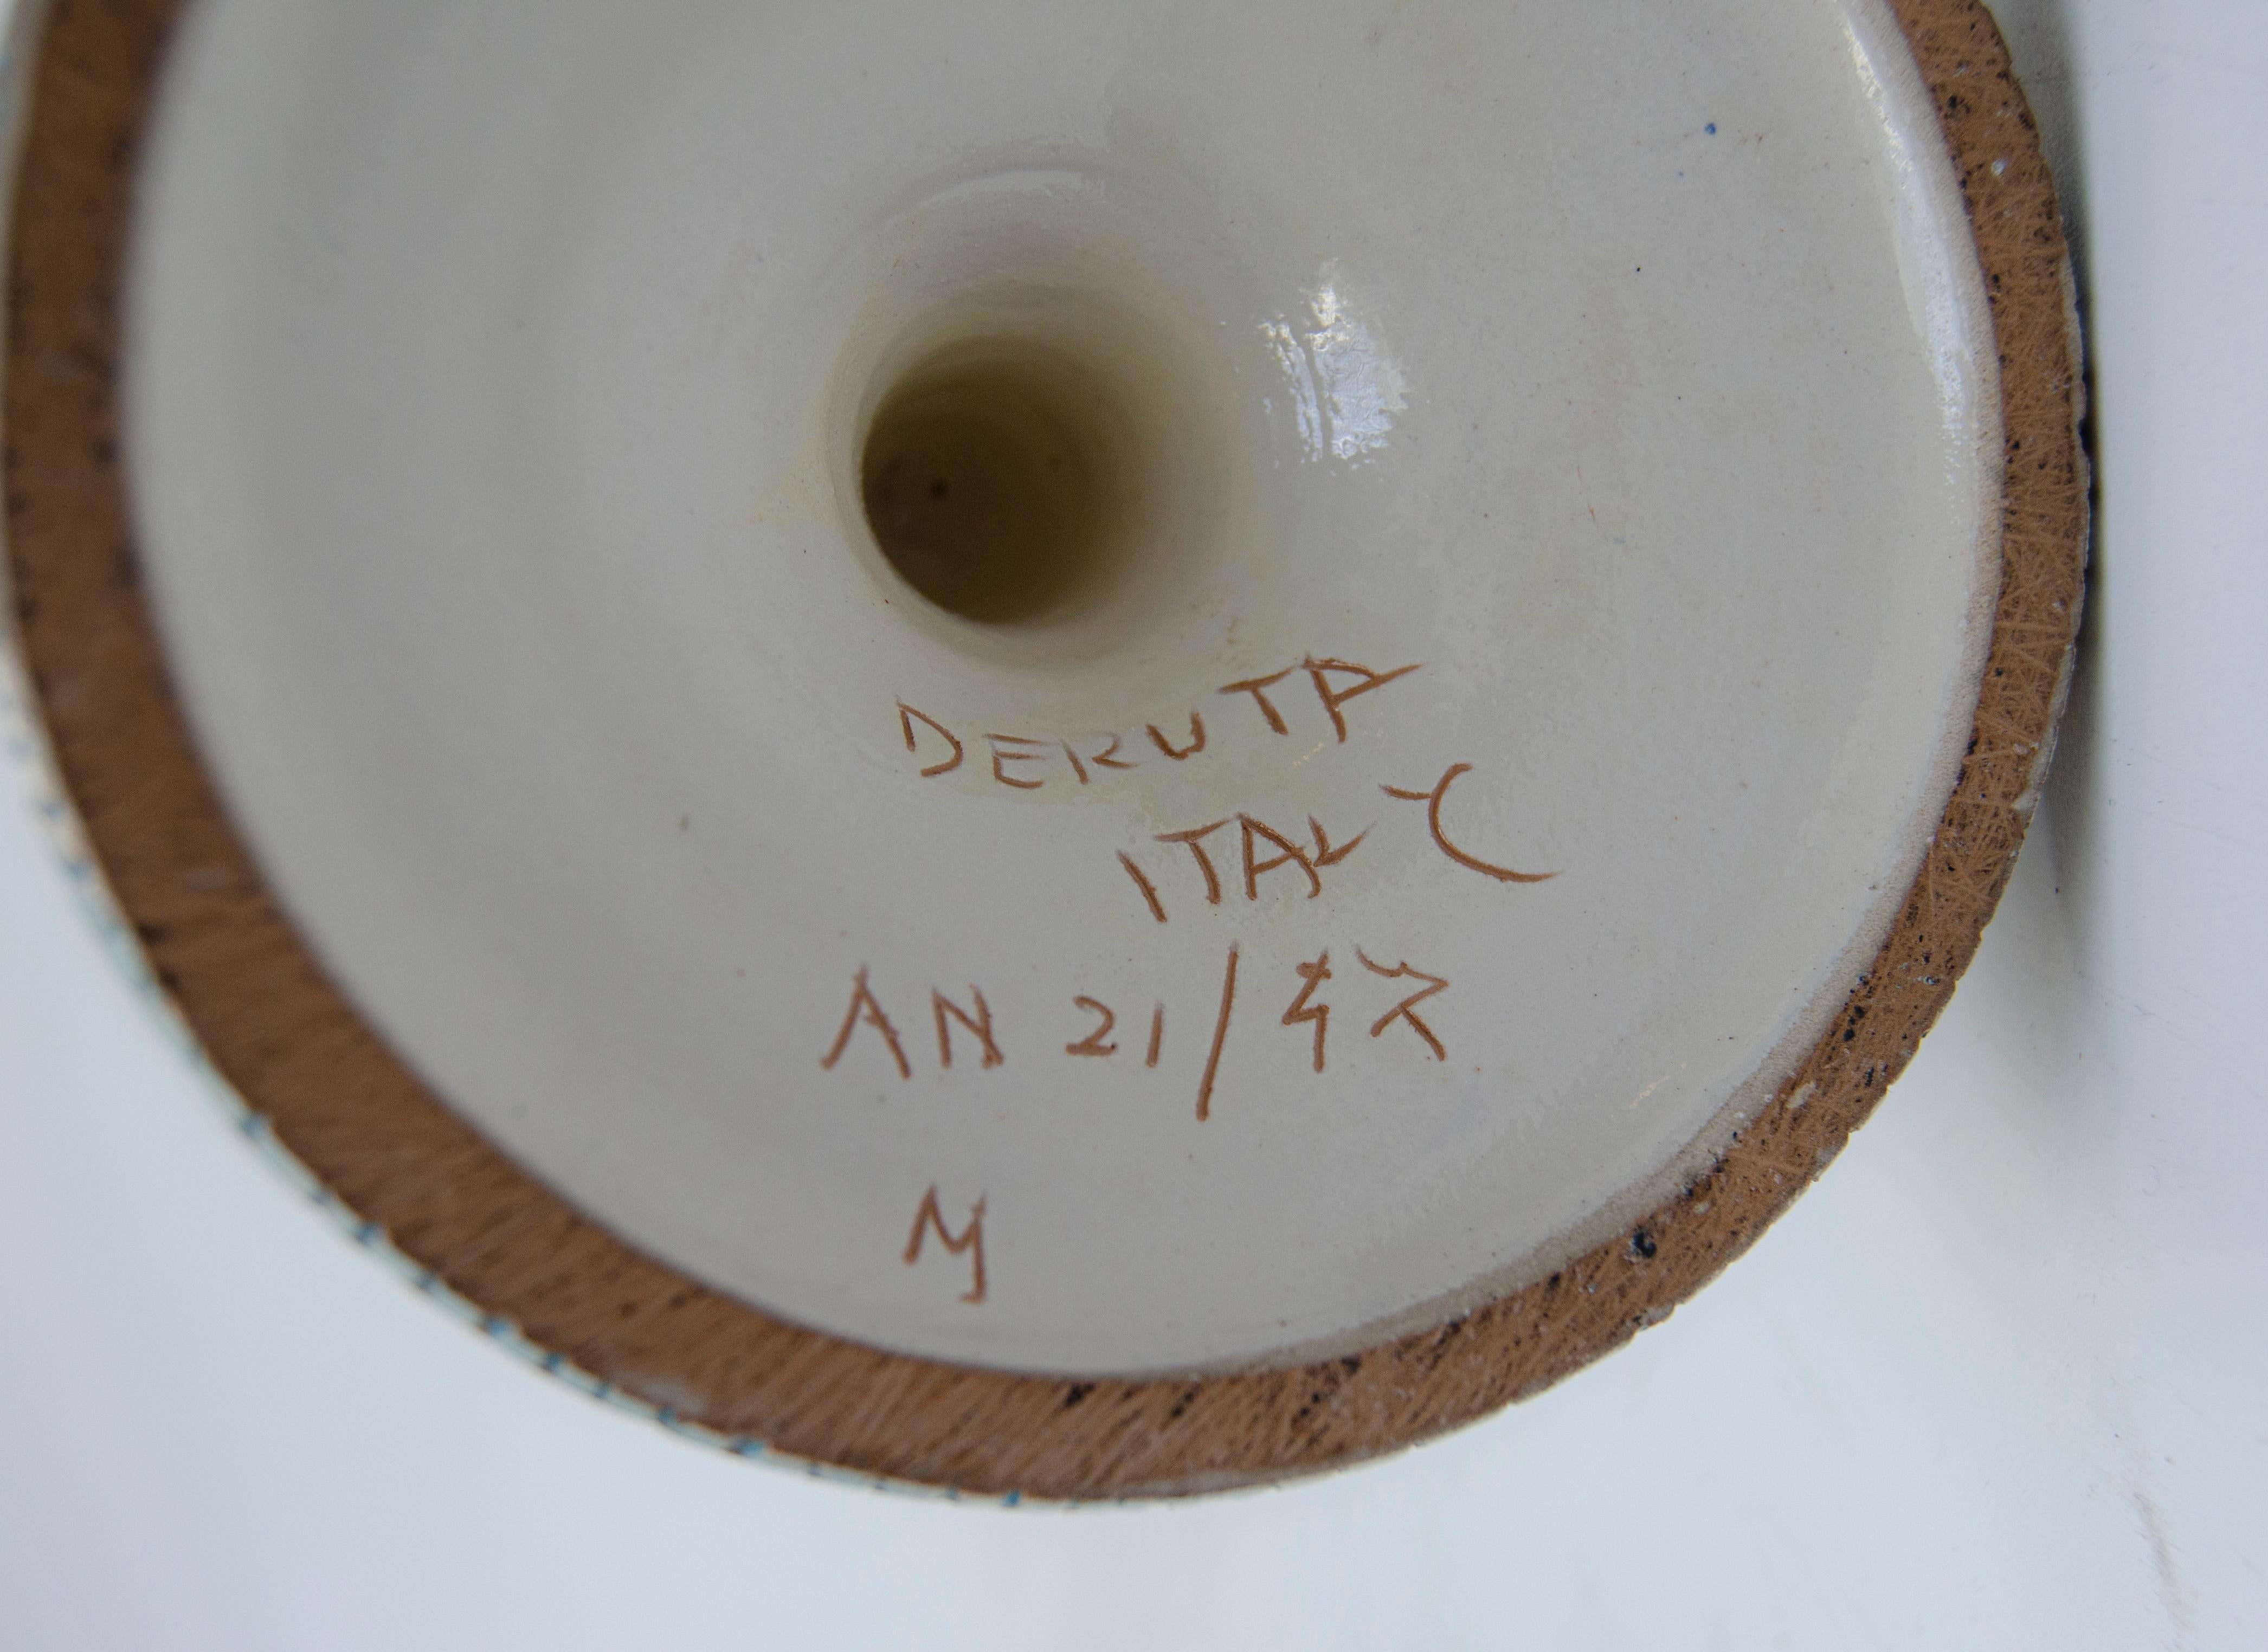 DERUTA
ITALY
AN 21/47
M